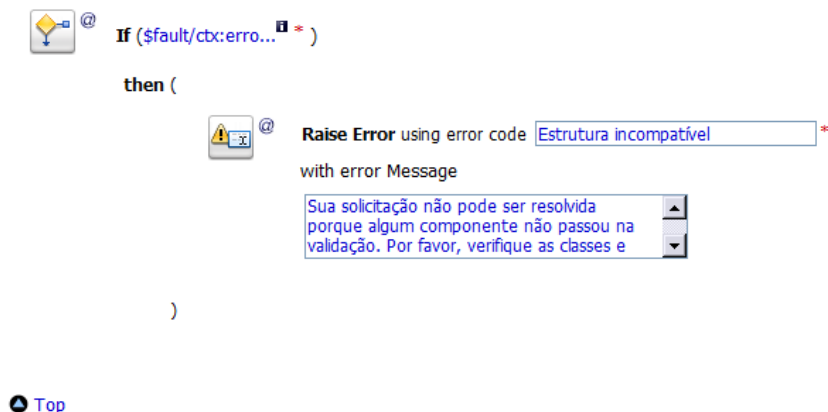 @ If ($fault/ctx:erro... i * )
then (
@ Raise Error using error code Estrutura incompatível *
with error Message
Sua solicitação não pode ser resolvida
porque algum componente não passou na
validação. Por favor, verifique as classes e
)
Top